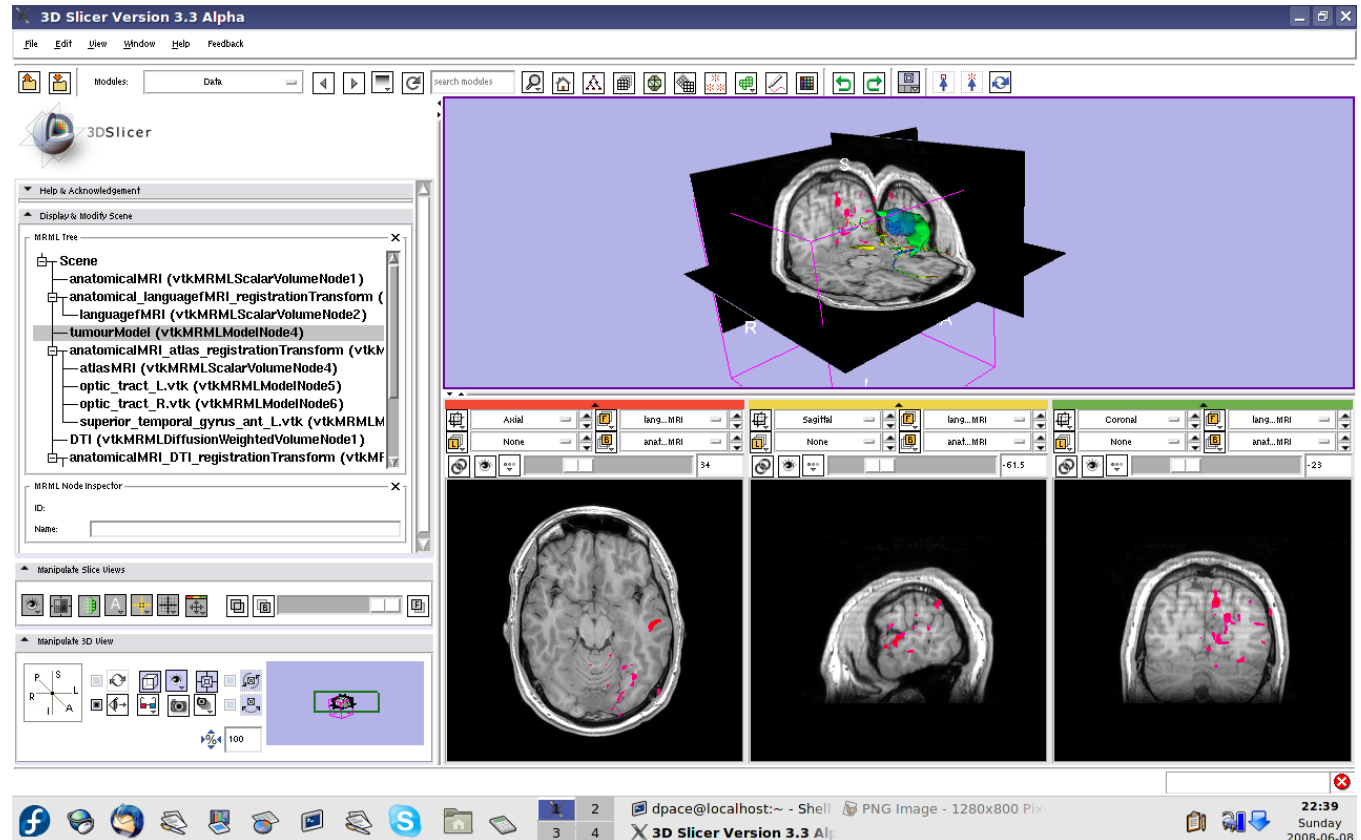 3D Slicer Version 3.3 Alpha
File Edit View Window Help Feedback
Modules: Data search modules
3DSlicer
Help & Acknowledgement
Display & Modify Scene
MRML Tree
Scene
anatomicalMRI (vtkMRMLScalarVolumeNode1)
anatomical_languagefMRI_registrationTransform (
languagefMRI (vtkMRMLScalarVolumeNode2)
tumourModel (vtkMRMLModelNode4)
anatomicalMRI_atlas_registrationTransform (vtkM
atlasMRI (vtkMRMLScalarVolumeNode4)
optic_tract_L.vtk (vtkMRMLModelNode5)
optic_tract_R.vtk (vtkMRMLModelNode6)
superior_temporal_gyrus_ant_L.vtk (vtkMRMLM
DTI (vtkMRMLDiffusionWeightedVolumeNode1)
anatomicalMRI_DTI_registrationTransform (vtkMF
MRML Node Inspector
ID:
Name:
Manipulate Slice Views
Manipulate 3D View
P S
R L
I A
100
S
R A
Axial lang...MRI
None anat...MRI
34
Sagittal lang...MRI
None anat...MRI
-61.5
Coronal lang...MRI
None anat...MRI
-23
1 2
3 4
dpace@localhost:~ - Shell
PNG Image - 1280x800 Pix
3D Slicer Version 3.3 Alp
22:39
Sunday
2008-06-08